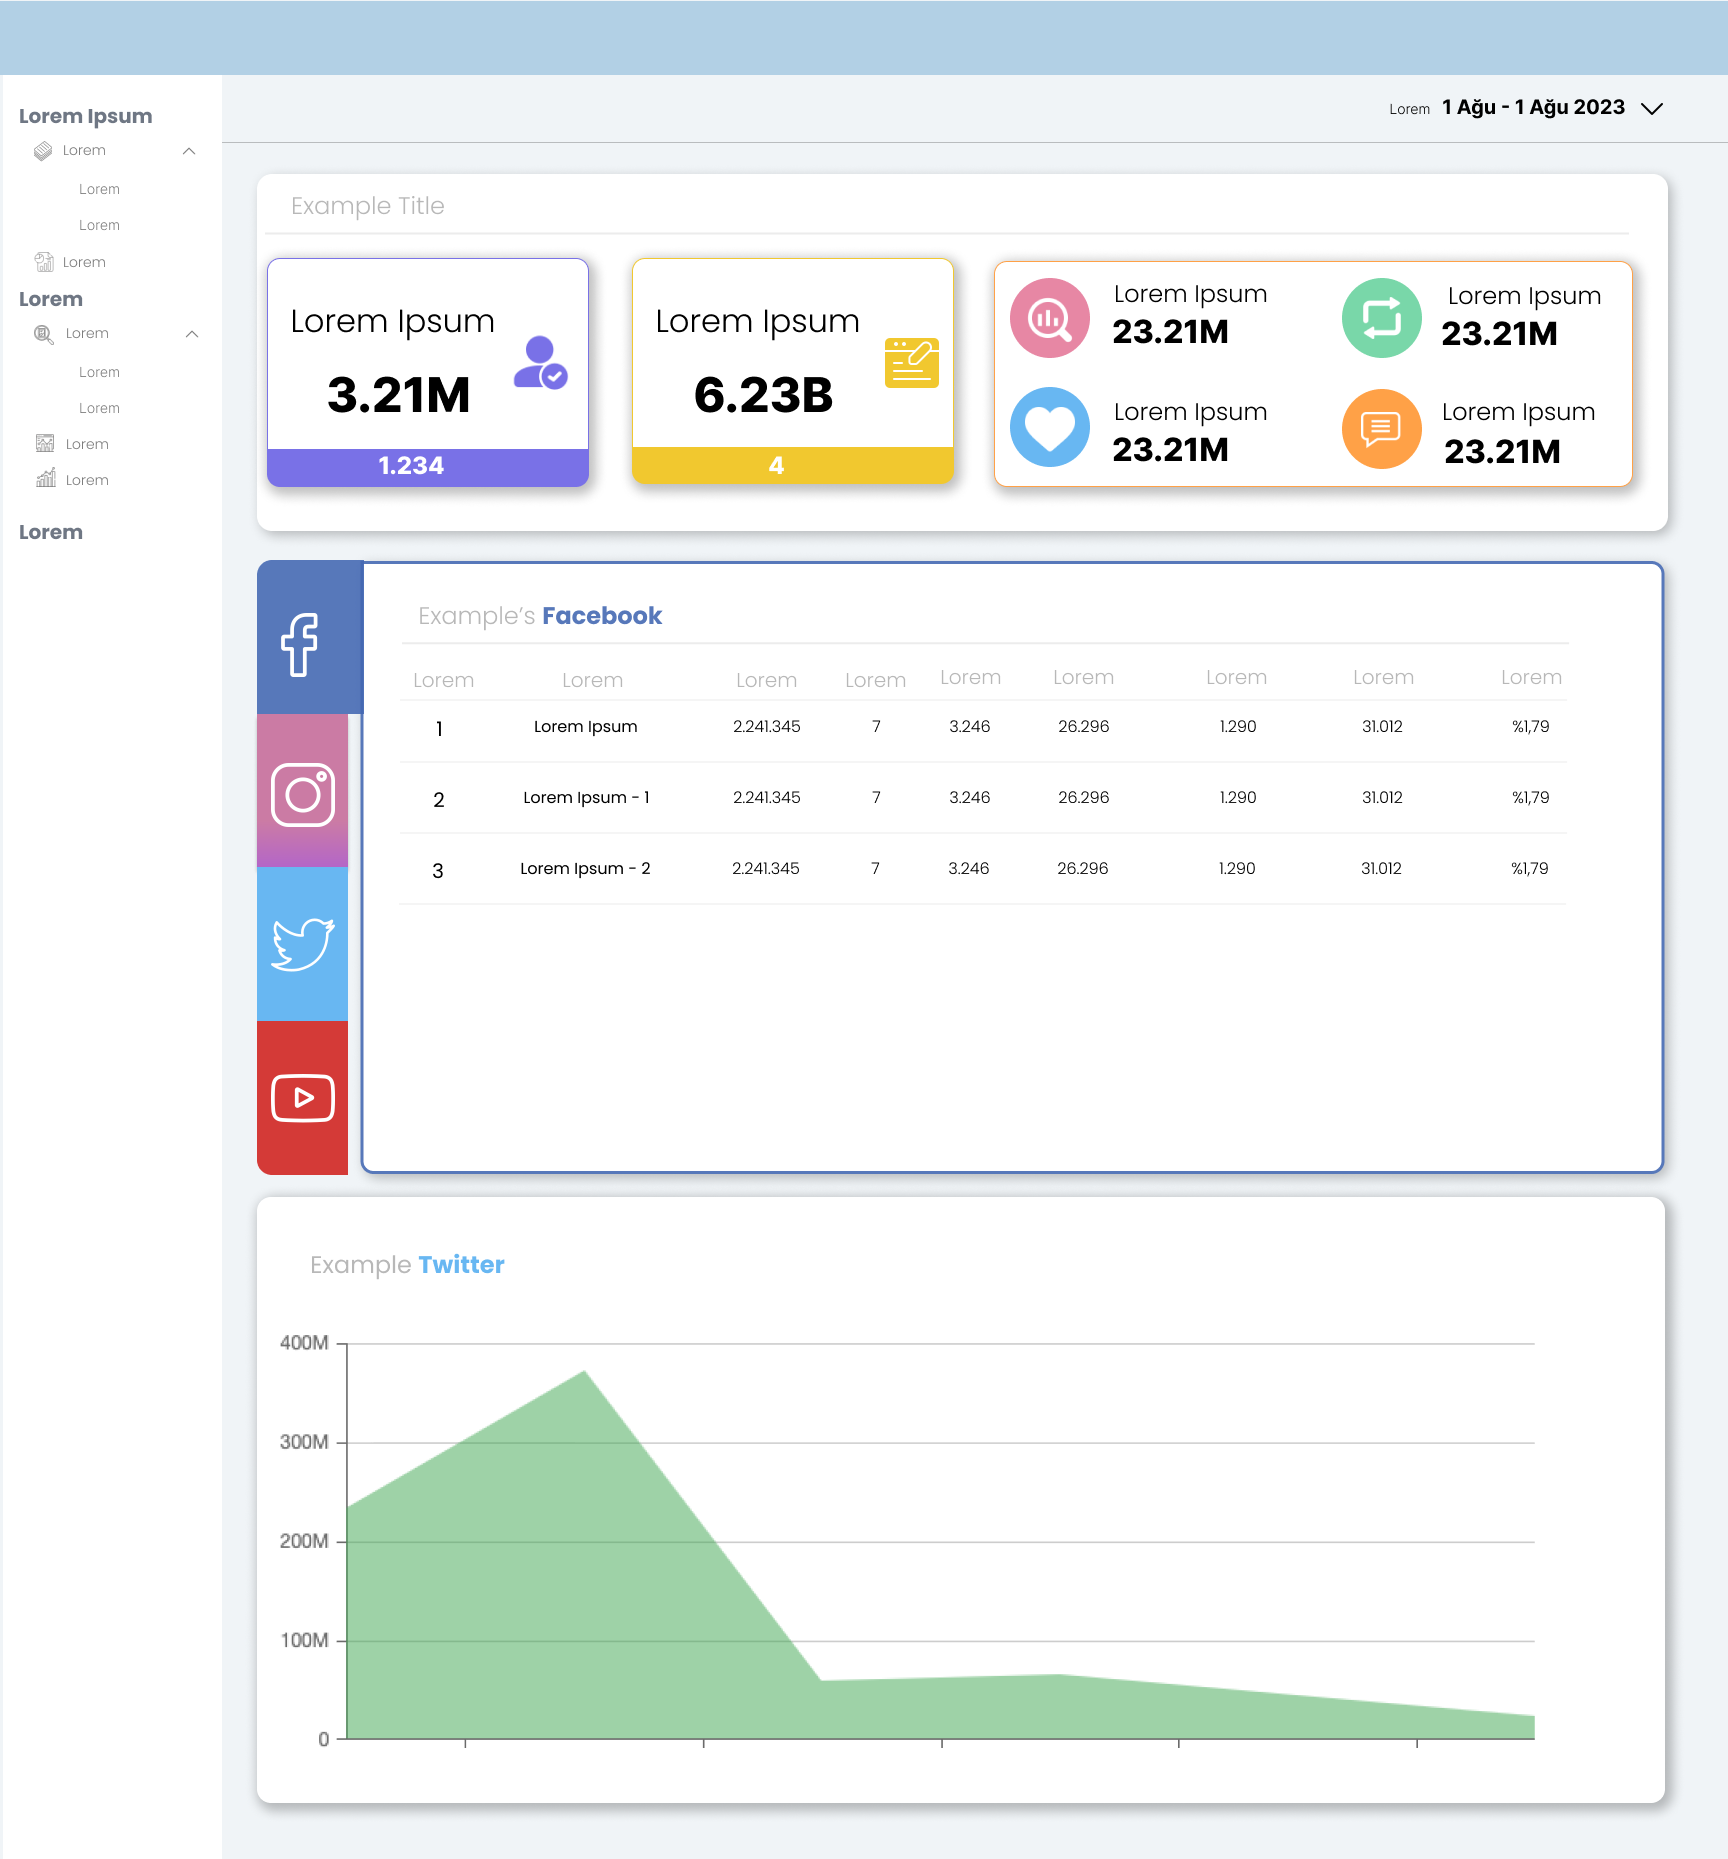 Lorem Ipsum
Lorem
Lorem
Lorem
Lorem
Lorem
Lorem
Lorem
Lorem
Lorem
Lorem
Lorem
Lorem 1 Ağu - 1 Ağu 2023
Example Title
Lorem Ipsum
3.21M
1.234
Lorem Ipsum
6.23B
4
Lorem Ipsum
23.21M
Lorem Ipsum
23.21M
Lorem Ipsum
23.21M
Lorem Ipsum
23.21M
Example’s Facebook
Lorem Lorem Lorem Lorem Lorem Lorem Lorem Lorem Lorem
1 Lorem Ipsum 2.241.345 7 3.246 26.296 1.290 31.012 %1,79
2 Lorem Ipsum - 1 2.241.345 7 3.246 26.296 1.290 31.012 %1,79
3 Lorem Ipsum - 2 2.241.345 7 3.246 26.296 1.290 31.012 %1,79
Example Twitter
400M
300M
200M
100M
0